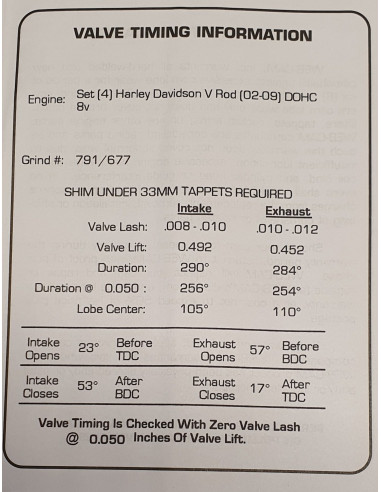 VALVE TIMING INFORMATION
Engine: Set (4) Harley Davidson V Rod (02-09) DOHC
8v
Grind #: 791/677
SHIM UNDER 33MM TAPPETS REQUIRED
Intake Exhaust
Valve Lash: .008 - .010 .010 - .012
Valve Lift: 0.492 0.452
Duration: 290° 284°
Duration @ 0.050 : 256° 254°
Lobe Center: 105° 110°
Intake Opens 23° Before TDC Exhaust Opens 57° Before BDC
Intake Closes 53° After BDC Exhaust Closes 17° After TDC
Valve Timing Is Checked With Zero Valve Lash
@ 0.050 Inches Of Valve Lift.